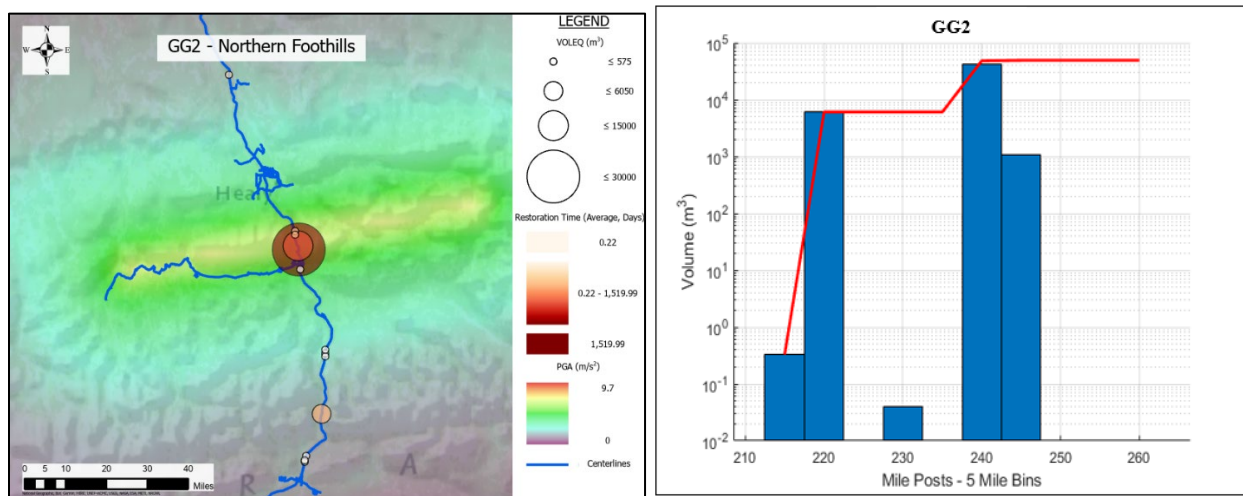 N
W E
S
GG2 - Northern Foothills
Hea
R A
0 5 10 20 30 40
Miles
LEGEND
VOLEQ (m³)
≤ 575
≤ 6050
≤ 15000
≤ 30000
Restoration Time (Average, Days)
0.22
0.22 - 1,519.99
1,519.99
PGA (m/s²)
9.7
0
Centerlines
GG2
10⁵
10⁴
10³
10²
10¹
10⁰
10⁻¹
10⁻²
Volume (m³)
210 220 230 240 250 260
Mile Posts - 5 Mile Bins